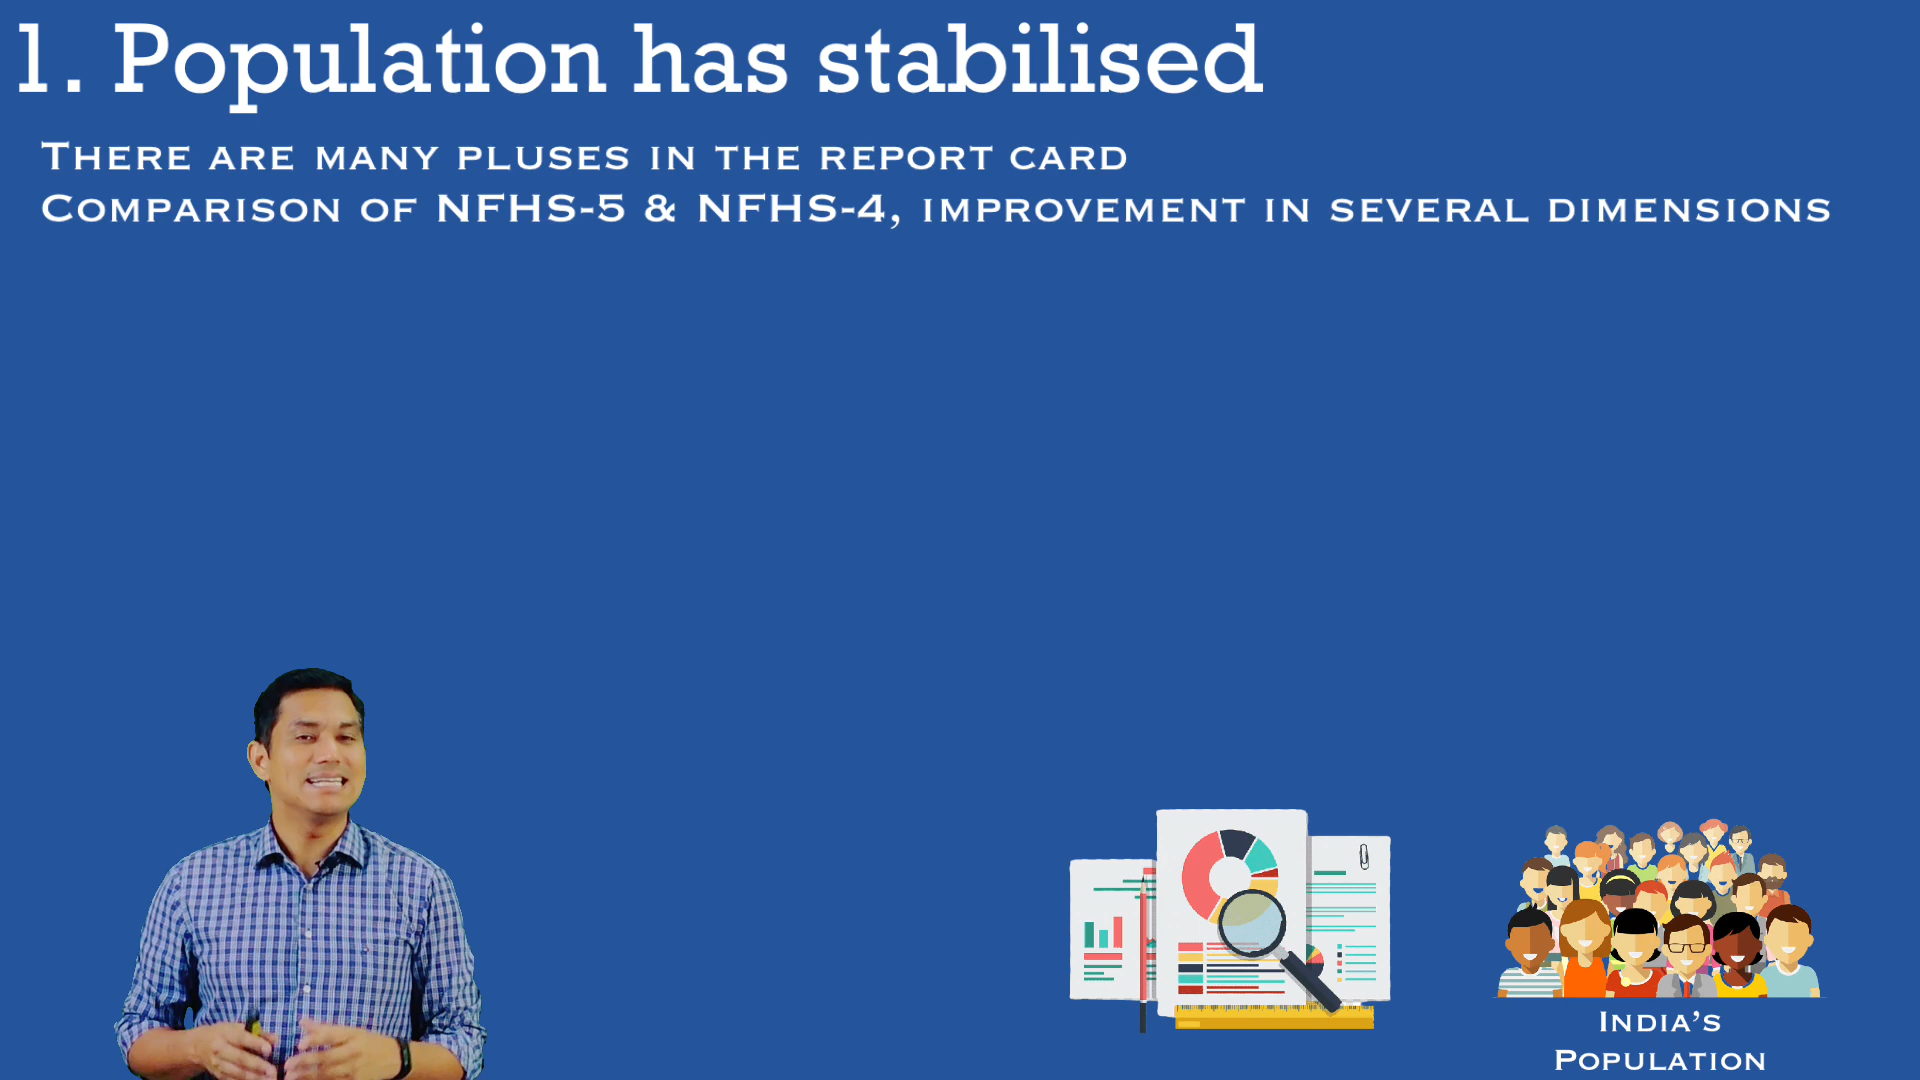 1. Population has stabilised
There are many pluses in the report card
Comparison of NFHS-5 & NFHS-4, improvement in several dimensions
India's
Population